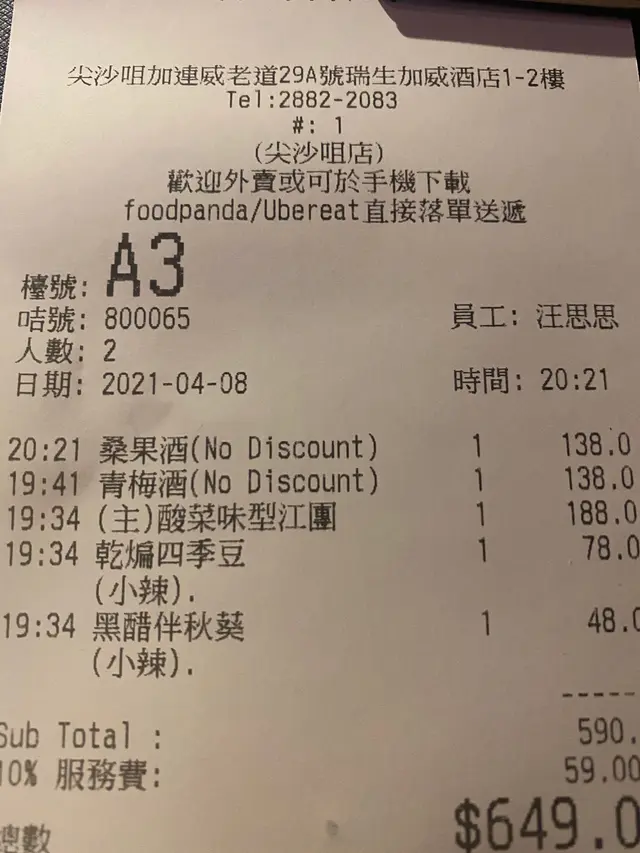 尖沙咀加連威老道29A號瑞生加威酒店1-2樓
Tel:2882-2083
#: 1
(尖沙咀店)
歡迎外賣或可於手機下載
foodpanda/Ubereat直接落單送遞
檯號: A3
咭號: 800065 員工: 汪思思
人數: 2
日期: 2021-04-08 時間: 20:21
20:21 桑果酒(No Discount) 1 138.0
19:41 青梅酒(No Discount) 1 138.0
19:34 (主)酸菜味型江團 1 188.0
19:34 乾煸四季豆 1 78.0
(小辣).
19:34 黑醋伴秋葵 1 48.0
(小辣).
-----
Sub Total : 590.
10% 服務費: 59.00
總數 $649.0